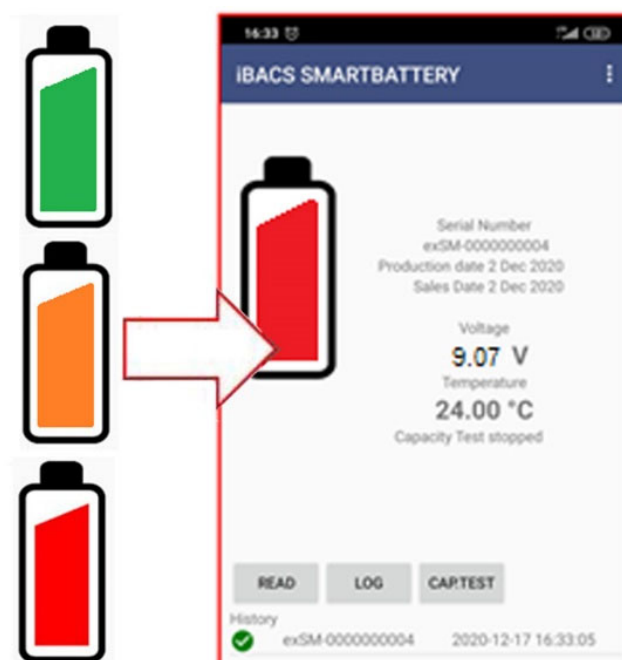 16:33
iBACS SMARTBATTERY
Serial Number
exSM-0000000004
Production date 2 Dec 2020
Sales Date 2 Dec 2020
Voltage
9.07 V
Temperature
24.00 °C
Capacity Test stopped
READ LOG CAP.TEST
History
exSM-0000000004 2020-12-17 16:33:05